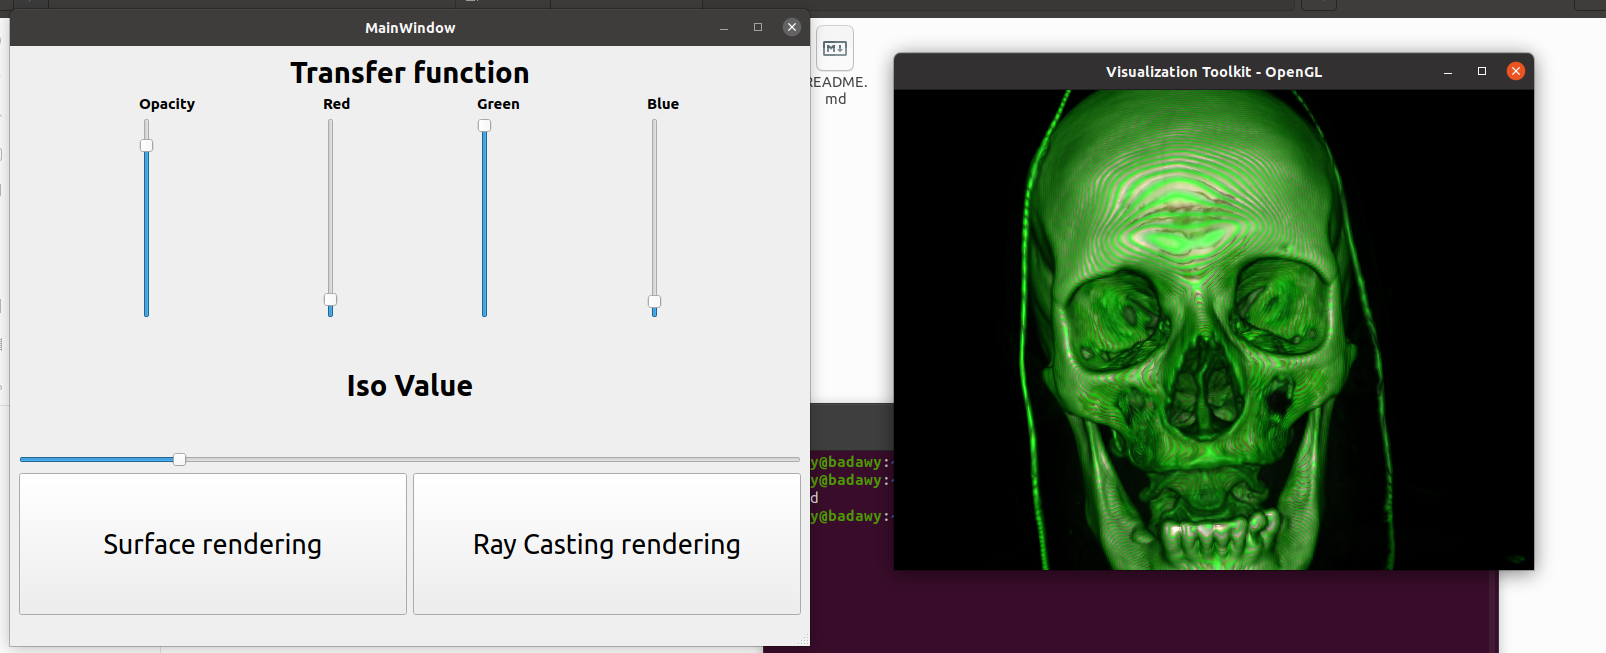 MainWindow
Transfer function
Opacity Red Green Blue
Iso Value
Surface rendering
Ray Casting rendering
README.
md
Visualization Toolkit - OpenGL
y@badawy:
y@badawy:
d
y@badawy: